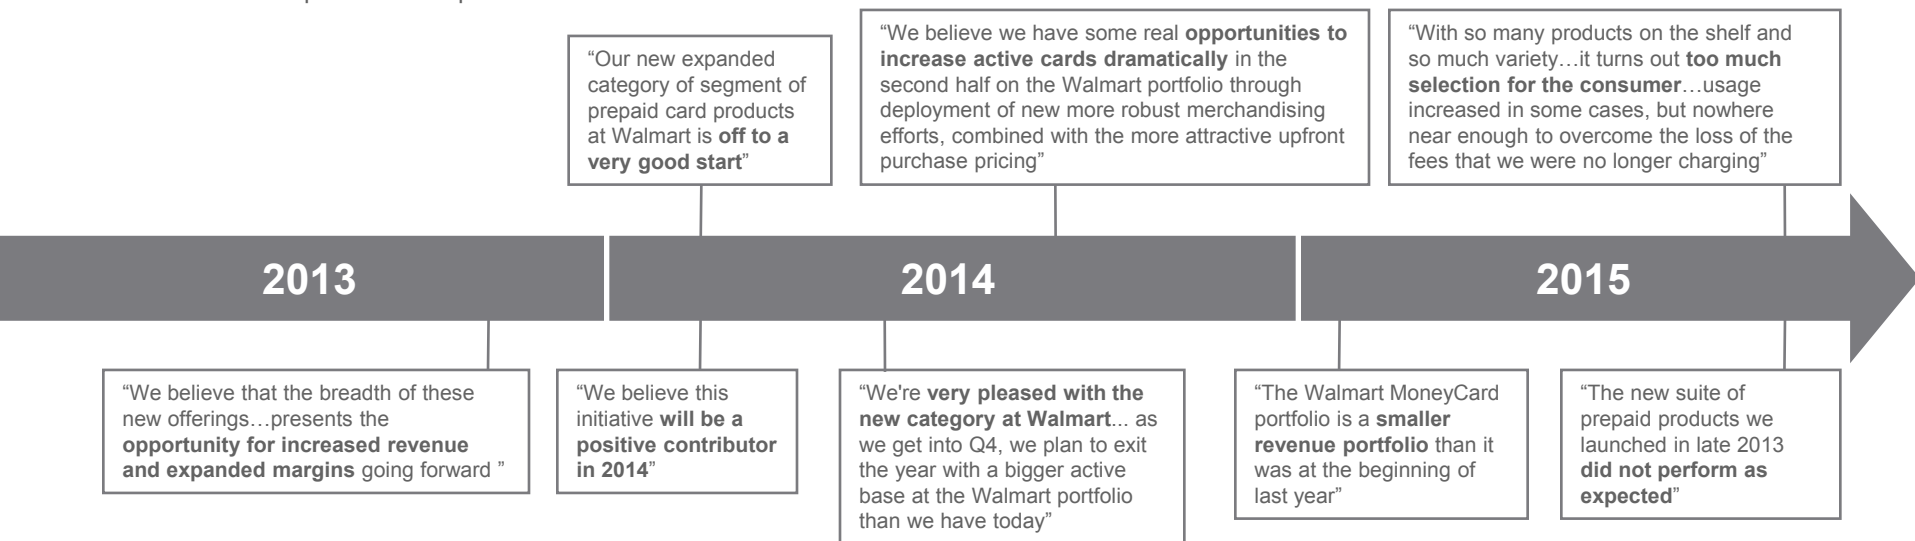 “Our new expanded
category of segment of
prepaid card products
at Walmart is off to a
very good start”
“We believe we have some real opportunities to
increase active cards dramatically in the
second half on the Walmart portfolio through
deployment of new more robust merchandising
efforts, combined with the more attractive upfront
purchase pricing”
“With so many products on the shelf and
so much variety…it turns out too much
selection for the consumer…usage
increased in some cases, but nowhere
near enough to overcome the loss of the
fees that we were no longer charging”
2013
2014
2015
“We believe that the breadth of these
new offerings…presents the
opportunity for increased revenue
and expanded margins going forward ”
“We believe this
initiative will be a
positive contributor
in 2014”
“We're very pleased with the
new category at Walmart... as
we get into Q4, we plan to exit
the year with a bigger active
base at the Walmart portfolio
than we have today”
“The Walmart MoneyCard
portfolio is a smaller
revenue portfolio than it
was at the beginning of
last year”
“The new suite of
prepaid products we
launched in late 2013
did not perform as
expected”